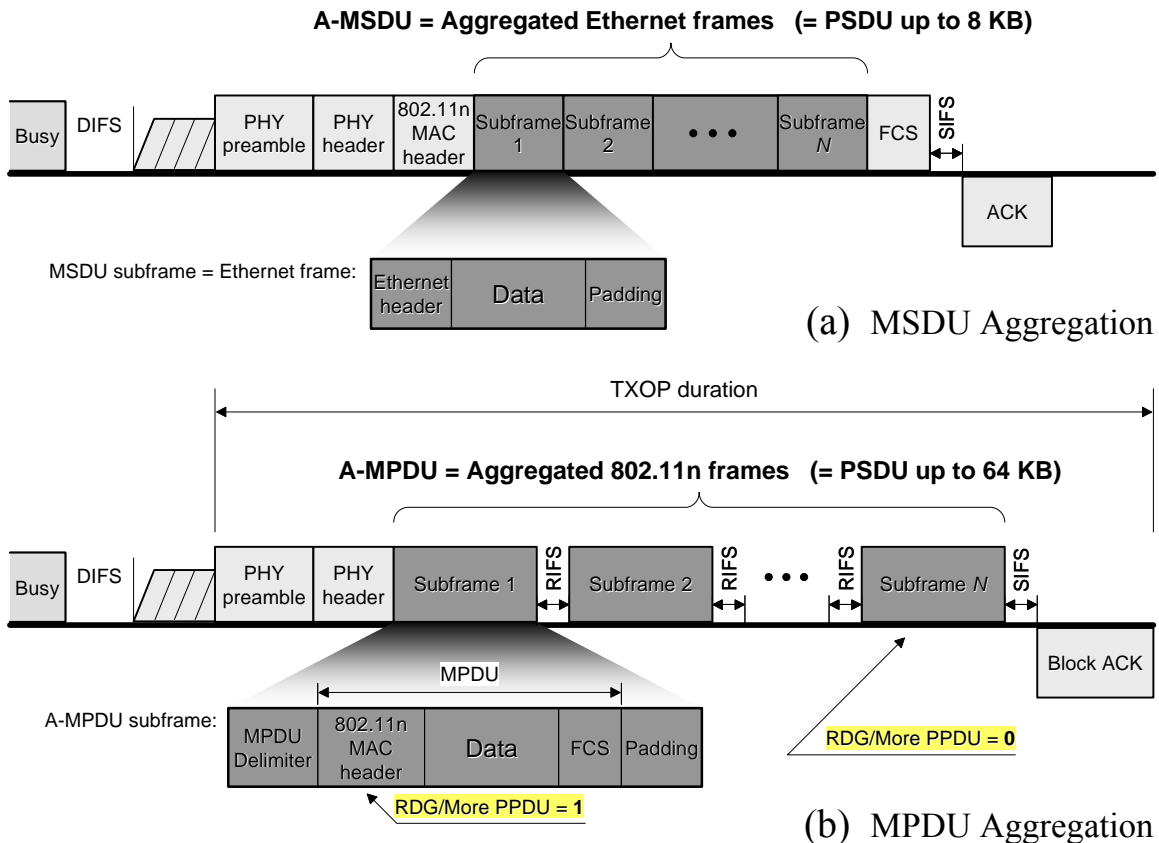 A-MSDU = Aggregated Ethernet frames (= PSDU up to 8 KB)
Busy
DIFS
PHY
preamble
PHY
header
802.11n
MAC
header
Subframe
1
Subframe
2
• • •
Subframe
N
FCS
SIFS
ACK
MSDU subframe = Ethernet frame:
Ethernet
header
Data
Padding
(a) MSDU Aggregation
TXOP duration
A-MPDU = Aggregated 802.11n frames (= PSDU up to 64 KB)
Busy
DIFS
PHY
preamble
PHY
header
Subframe 1
RIFS
Subframe 2
RIFS
• • •
RIFS
Subframe N
SIFS
Block ACK
MPDU
A-MPDU subframe:
MPDU
Delimiter
802.11n
MAC
header
Data
FCS
Padding
RDG/More PPDU = 0
RDG/More PPDU = 1
(b) MPDU Aggregation